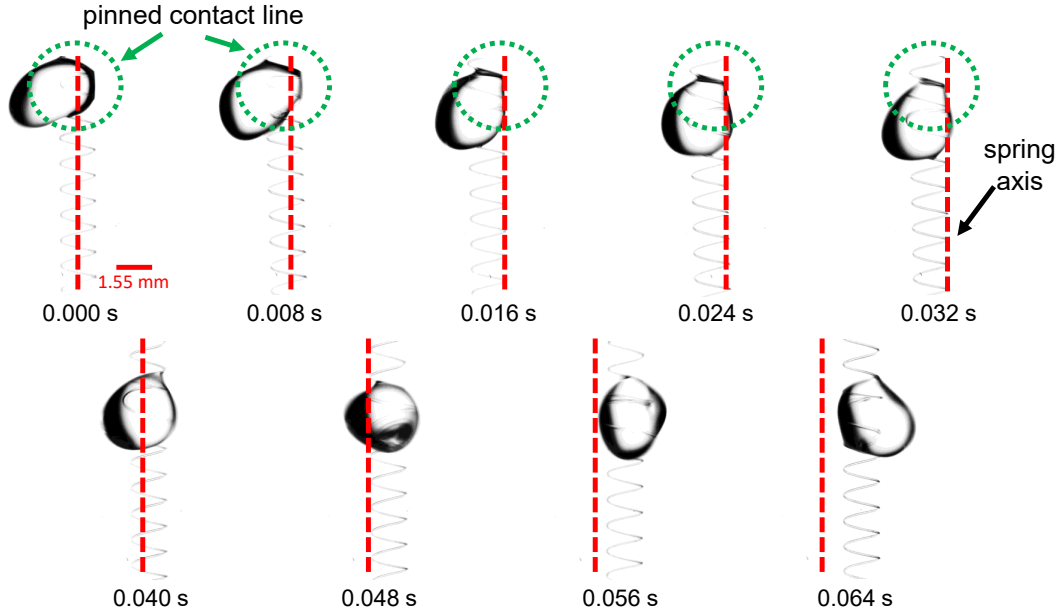 pinned contact line
spring
axis
1.55 mm
0.000 s
0.008 s
0.016 s
0.024 s
0.032 s
0.040 s
0.048 s
0.056 s
0.064 s